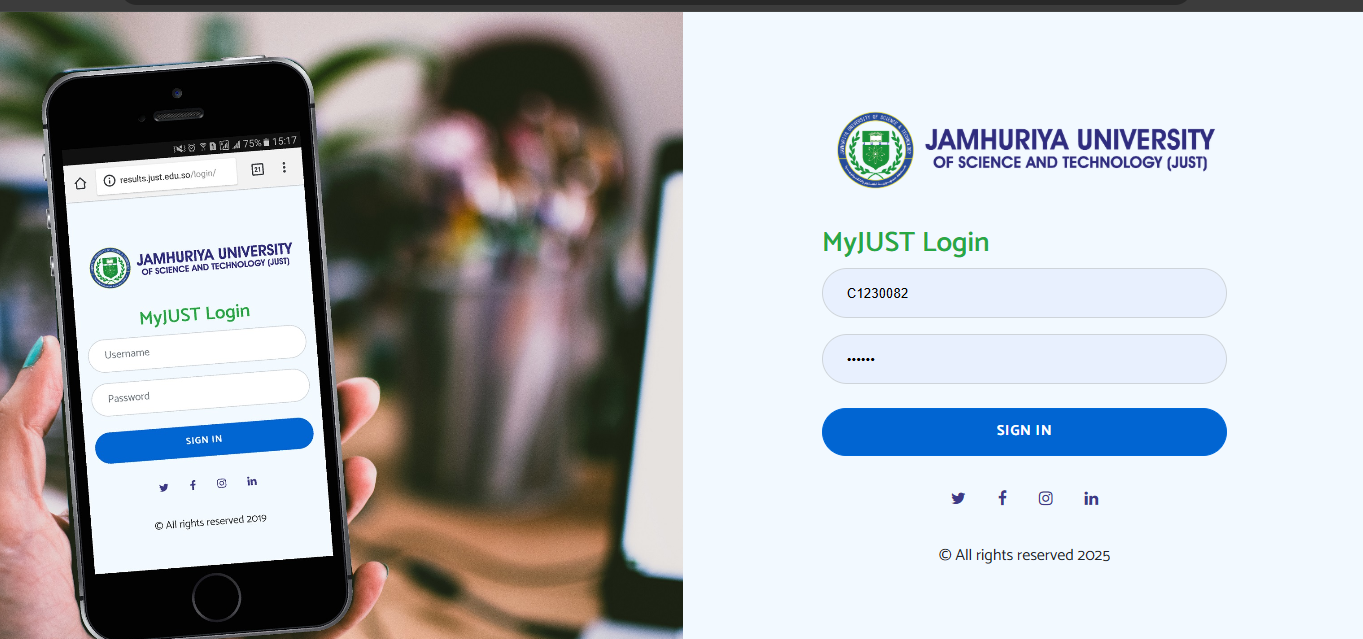 75% 15:17
results.just.edu.so/login/
21
JAMHURIYA UNIVERSITY
OF SCIENCE AND TECHNOLOGY (JUST)
MyJUST Login
Username
Password
SIGN IN
© All rights reserved 2019
JAMHURIYA UNIVERSITY
OF SCIENCE AND TECHNOLOGY (JUST)
MyJUST Login
C1230082
••••••
SIGN IN
© All rights reserved 2025